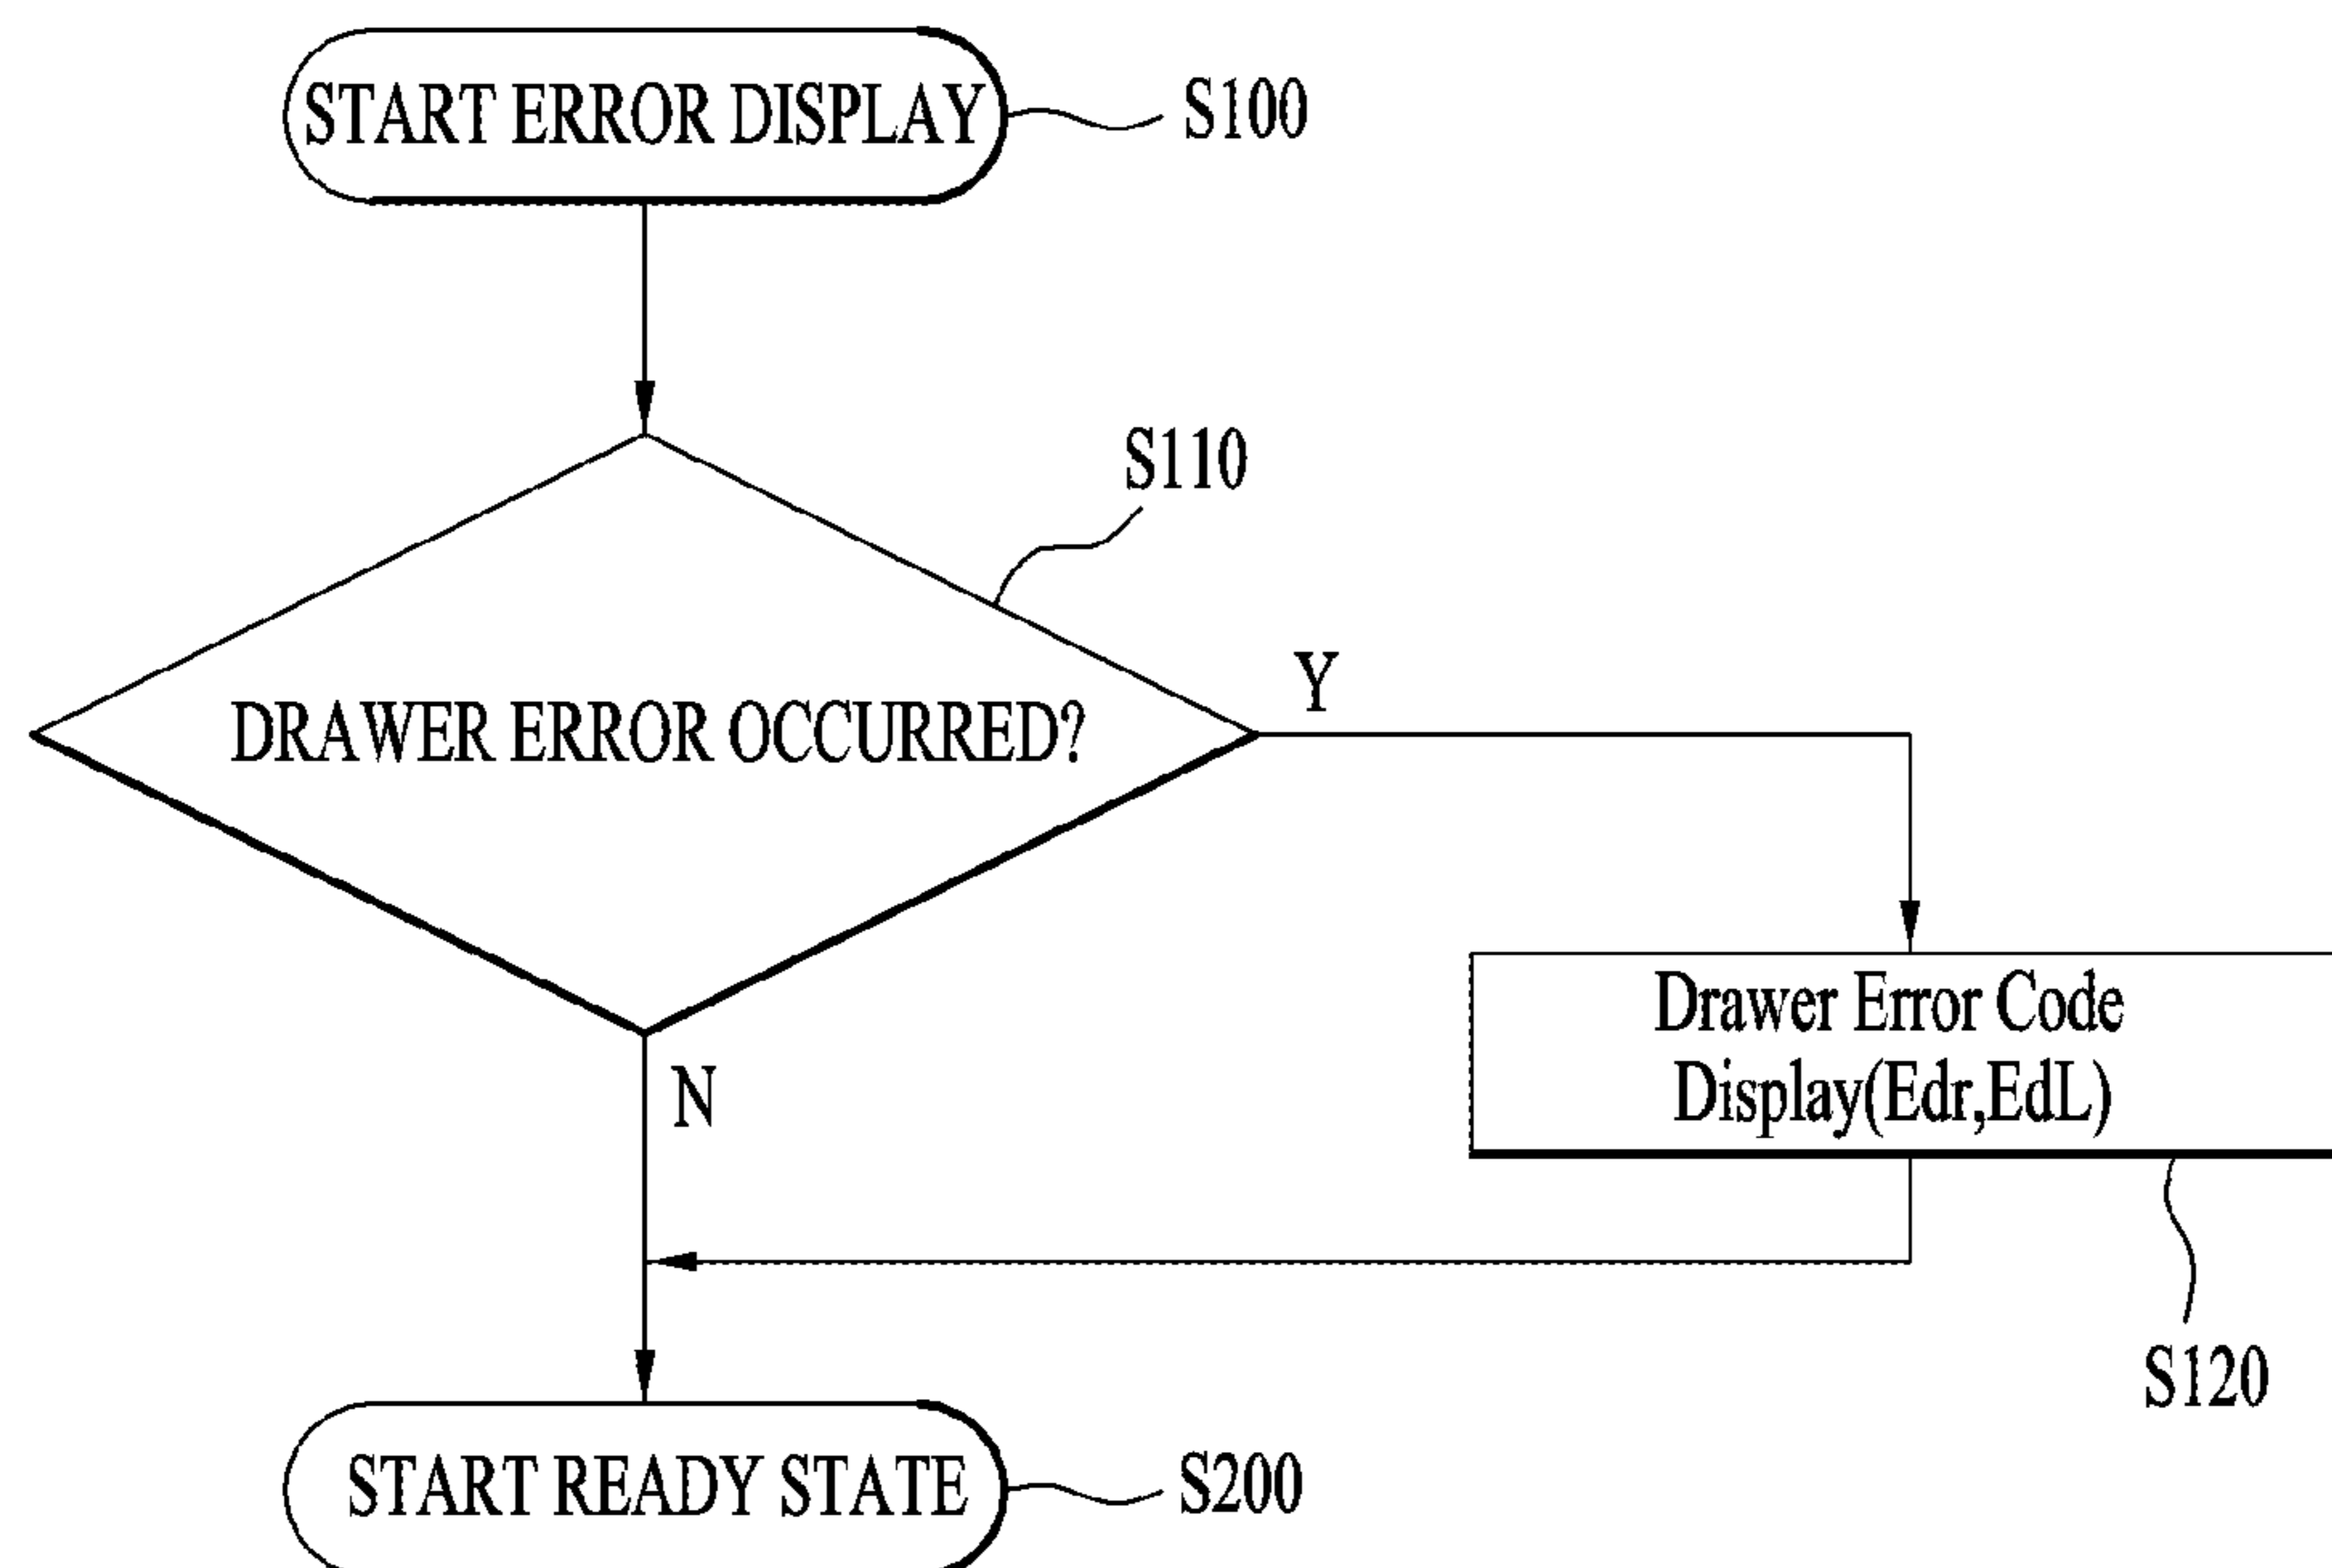 START ERROR DISPLAY
S100
S110
DRAWER ERROR OCCURRED?
Y
Drawer Error Code
Display(Edr,EdL)
N
S120
START READY STATE
S200